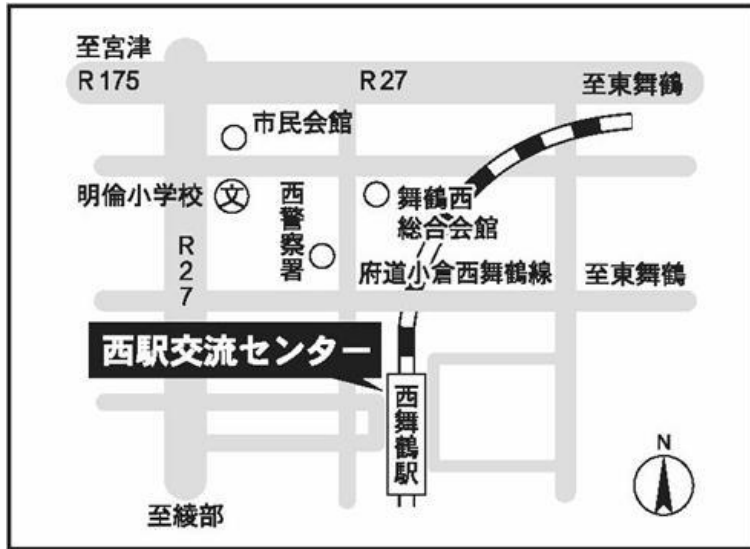 至宮津
R175
R27
至東舞鶴
市民会館
明倫小学校
文
西警察署
舞鶴西
総合会館
R27
府道小倉西舞鶴線
至東舞鶴
西駅交流センター
西舞鶴駅
N
至綾部